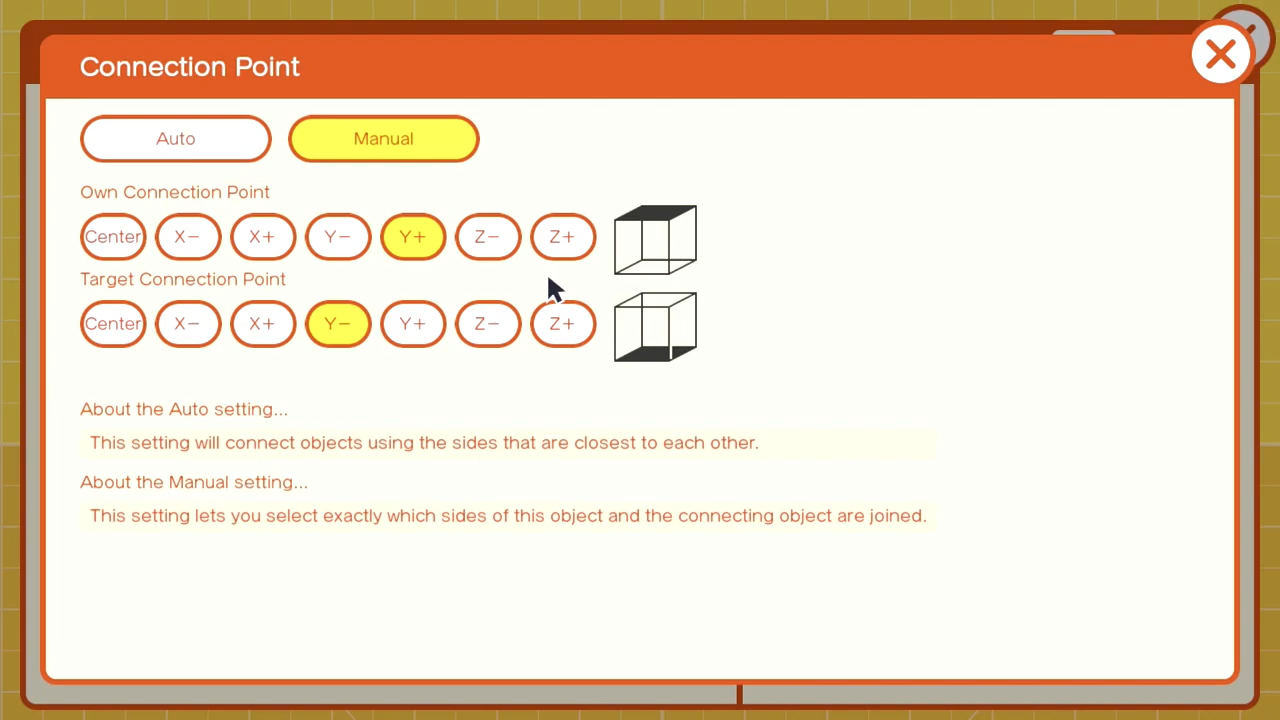 Connection Point
Auto Manual
Own Connection Point
Center X− X+ Y− Y+ Z− Z+
Target Connection Point
Center X− X+ Y− Y+ Z− Z+
About the Auto setting...
This setting will connect objects using the sides that are closest to each other.
About the Manual setting...
This setting lets you select exactly which sides of this object and the connecting object are joined.